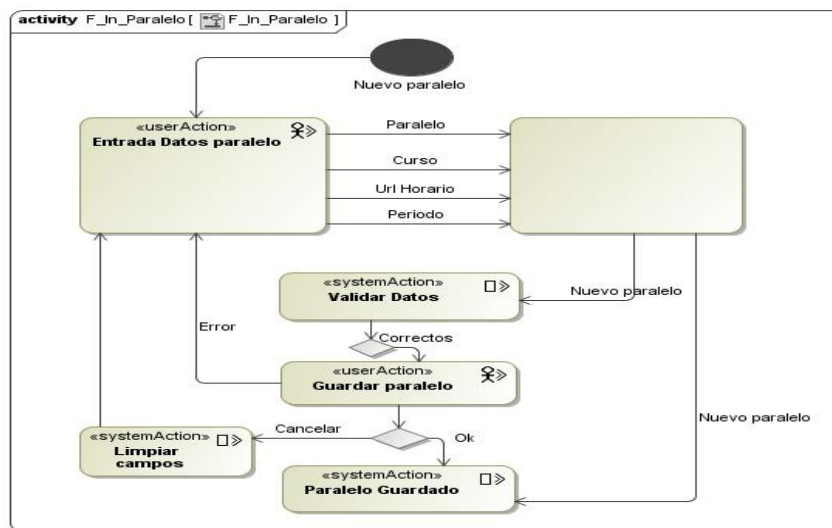 activity F_In_Paralelo [ F_In_Paralelo ]
Nuevo paralelo
«userAction»
Entrada Datos paralelo
Paralelo
Curso
Url Horario
Periodo
«systemAction»
Validar Datos
Nuevo paralelo
Error
Correctos
«userAction»
Guardar paralelo
Nuevo paralelo
Cancelar
Ok
«systemAction»
Limpiar
campos
«systemAction»
Paralelo Guardado